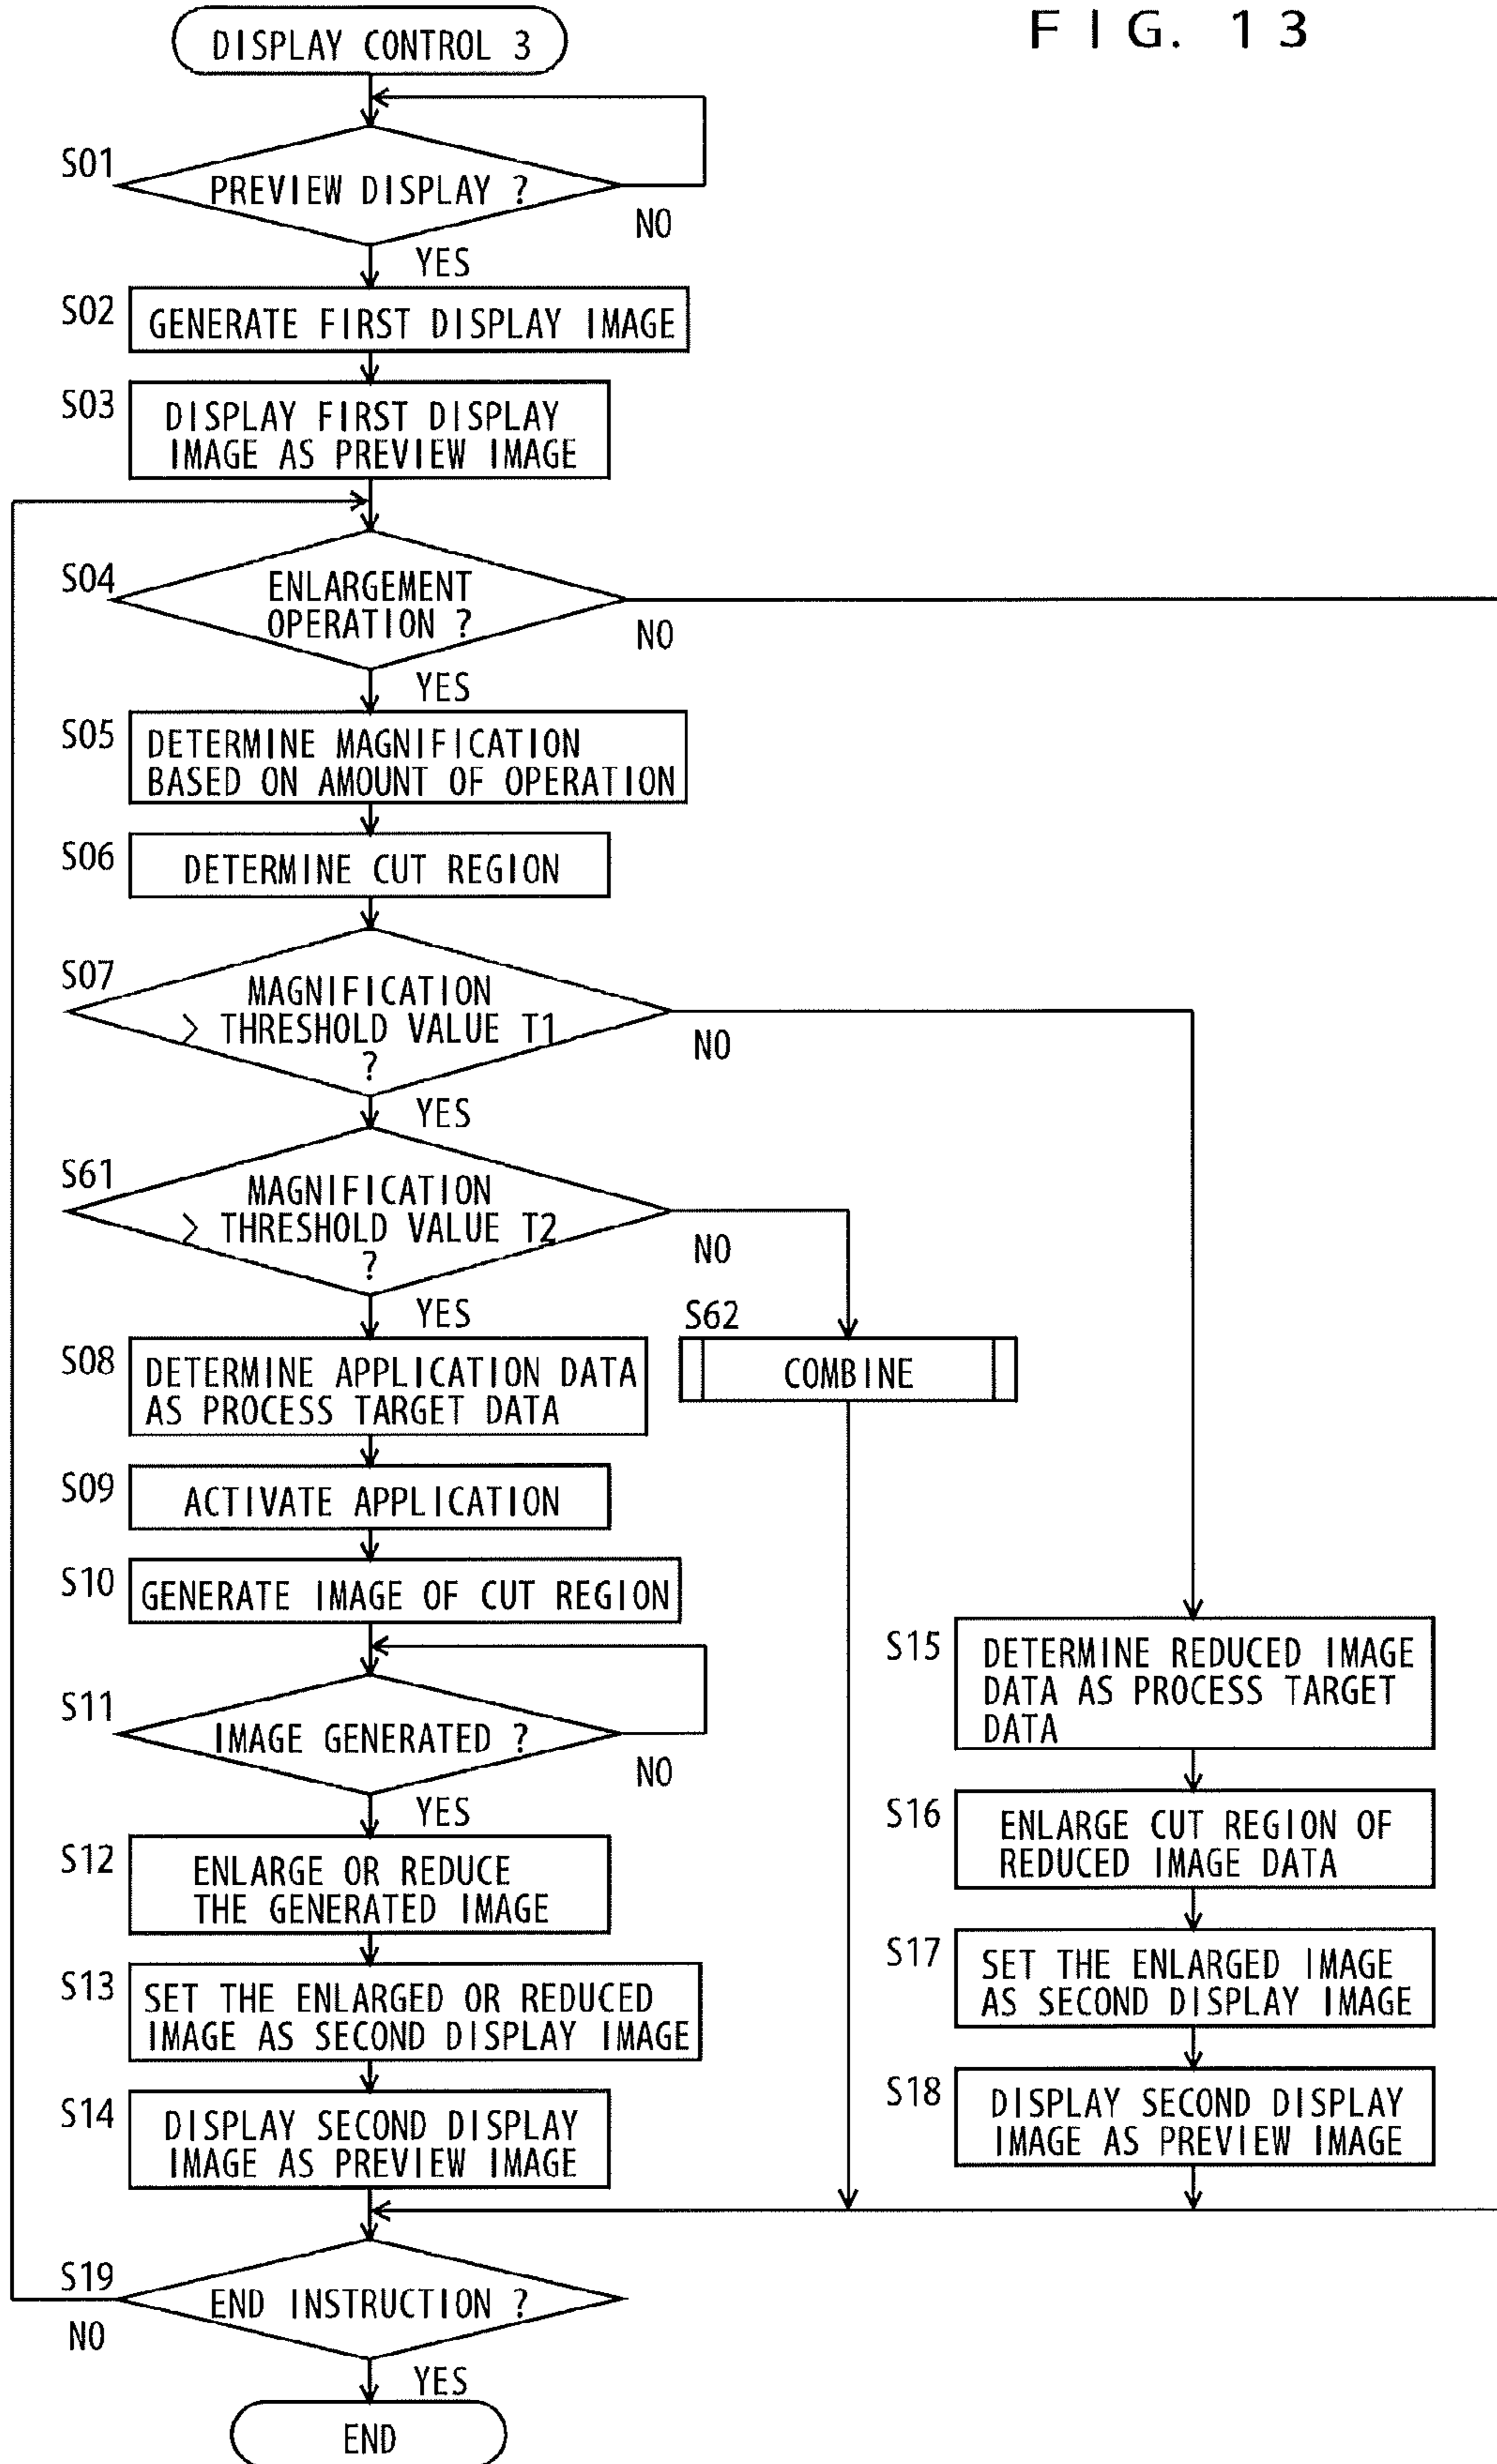 FIG. 13
DISPLAY CONTROL 3
S01
PREVIEW DISPLAY ?
NO
YES
S02
GENERATE FIRST DISPLAY IMAGE
S03
DISPLAY FIRST DISPLAY
IMAGE AS PREVIEW IMAGE
S04
ENLARGEMENT
OPERATION ?
NO
YES
S05
DETERMINE MAGNIFICATION
BASED ON AMOUNT OF OPERATION
S06
DETERMINE CUT REGION
S07
MAGNIFICATION
> THRESHOLD VALUE T1
?
NO
YES
S61
MAGNIFICATION
> THRESHOLD VALUE T2
?
NO
YES
S62
COMBINE
S08
DETERMINE APPLICATION DATA
AS PROCESS TARGET DATA
S09
ACTIVATE APPLICATION
S10
GENERATE IMAGE OF CUT REGION
S11
IMAGE GENERATED ?
NO
YES
S12
ENLARGE OR REDUCE
THE GENERATED IMAGE
S13
SET THE ENLARGED OR REDUCED
IMAGE AS SECOND DISPLAY IMAGE
S14
DISPLAY SECOND DISPLAY
IMAGE AS PREVIEW IMAGE
S15
DETERMINE REDUCED IMAGE
DATA AS PROCESS TARGET
DATA
S16
ENLARGE CUT REGION OF
REDUCED IMAGE DATA
S17
SET THE ENLARGED IMAGE
AS SECOND DISPLAY IMAGE
S18
DISPLAY SECOND DISPLAY
IMAGE AS PREVIEW IMAGE
S19
END INSTRUCTION ?
NO
YES
END